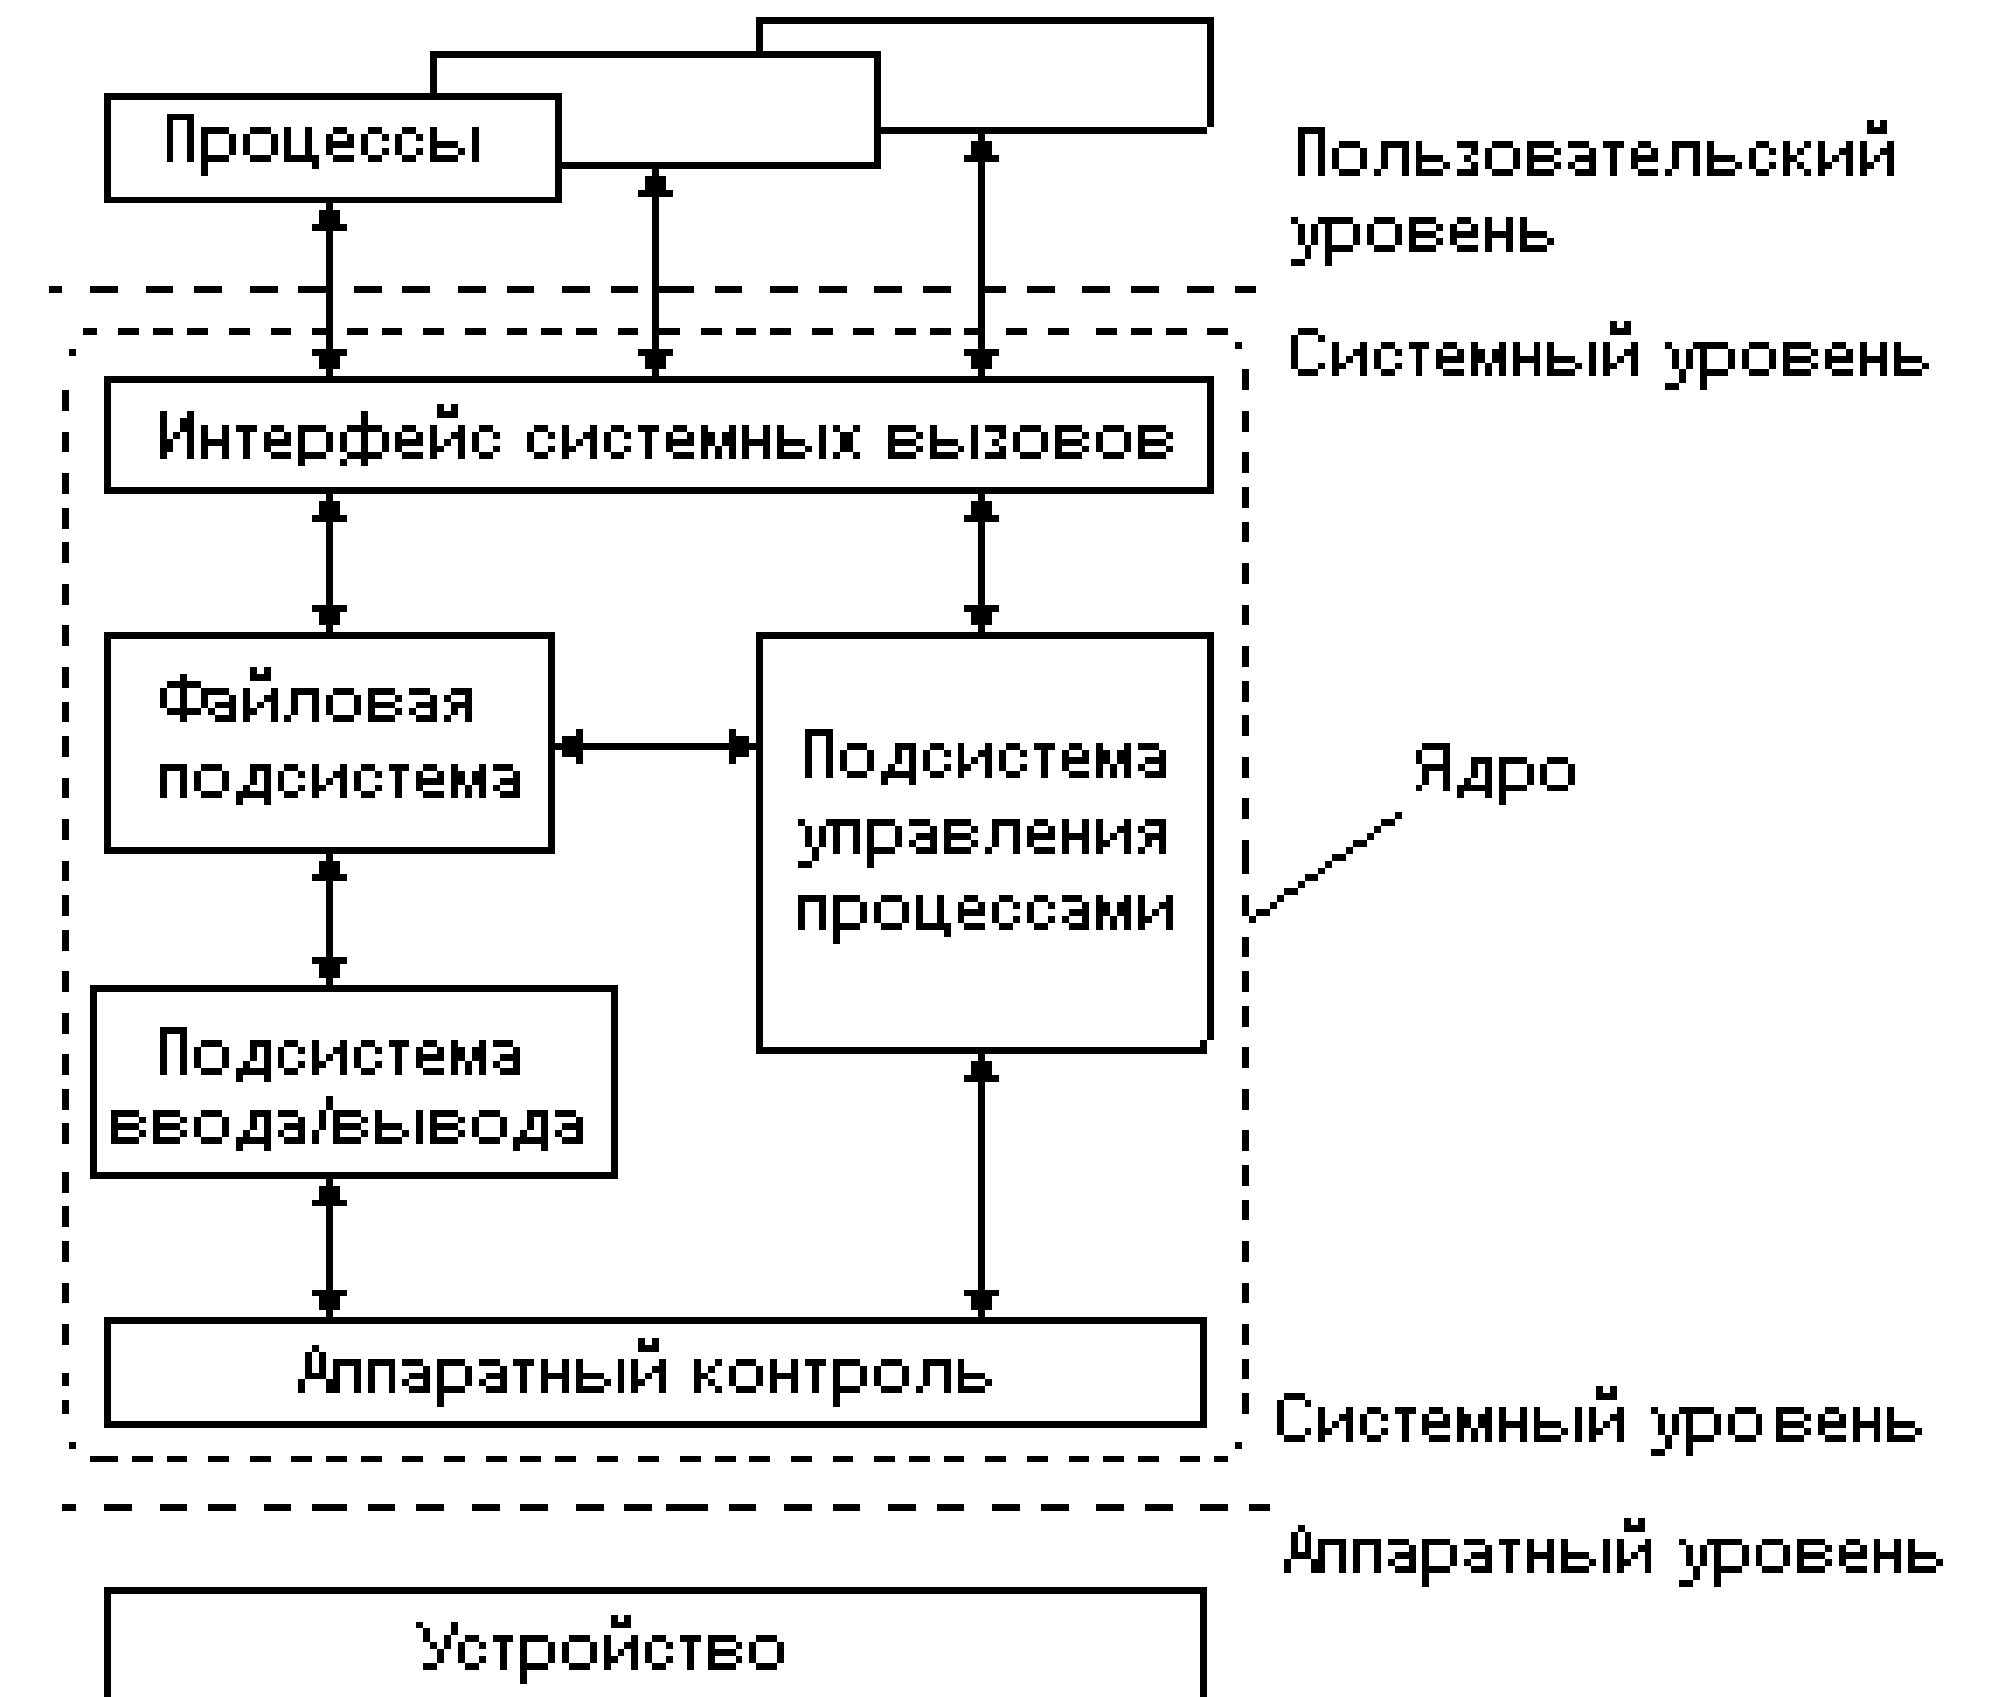 Процессы
Пользовательский
уровень
Системный уровень
Интерфейс системных вызовов
Файловая
подсистема
Подсистема
управления
процессами
Ядро
Подсистема
ввода/вывода
Аппаратный контроль
Системный уровень
Аппаратный уровень
Устройство